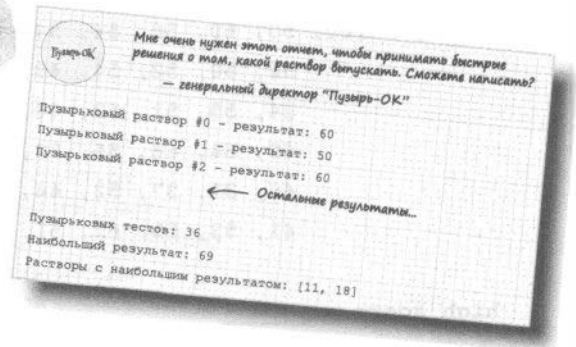 Пузырь-ОК
Мне очень нужен этот отчет, чтобы принимать быстрые
решения о том, какой раствор выпускать. Сможете написать?
— генеральный директор "Пузырь-ОК"
Пузырьковый раствор #0 - результат: 60
Пузырьковый раствор #1 - результат: 50
Пузырьковый раствор #2 - результат: 60
Остальные результаты...
Пузырьковых тестов: 36
Наибольший результат: 69
Растворы с наибольшим результатом: [11, 18]